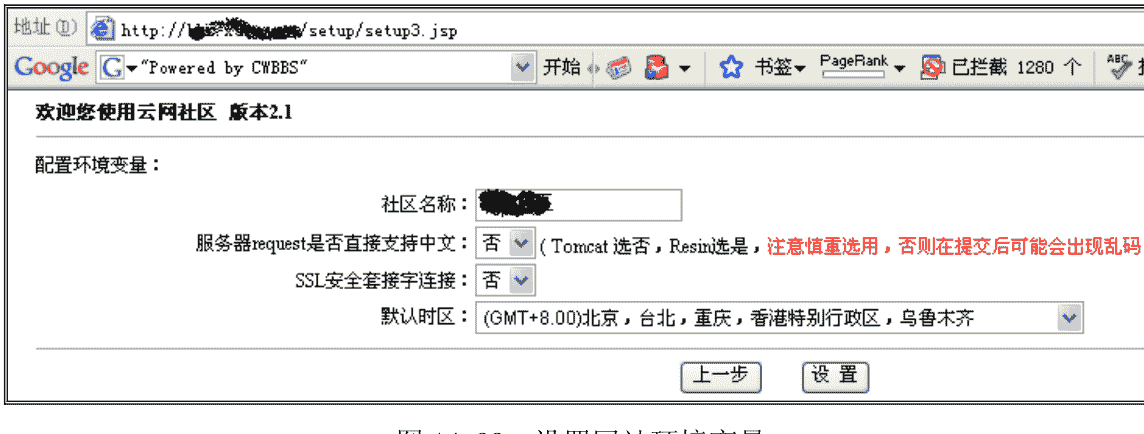 地址(D) http:// /setup/setup3.jsp
Google G "Powered by CWBBS" 开始 书签 PageRank 已拦截 1280 个 ABC
欢迎您使用云网社区 版本2.1
配置环境变量：
社区名称：
服务器request是否直接支持中文： 否 ( Tomcat 选否，Resin选是，注意慎重选用，否则在提交后可能会出现乱码
SSL安全套接字连接： 否
默认时区： (GMT+8.00)北京，台北，重庆，香港特别行政区，乌鲁木齐
上一步 设 置